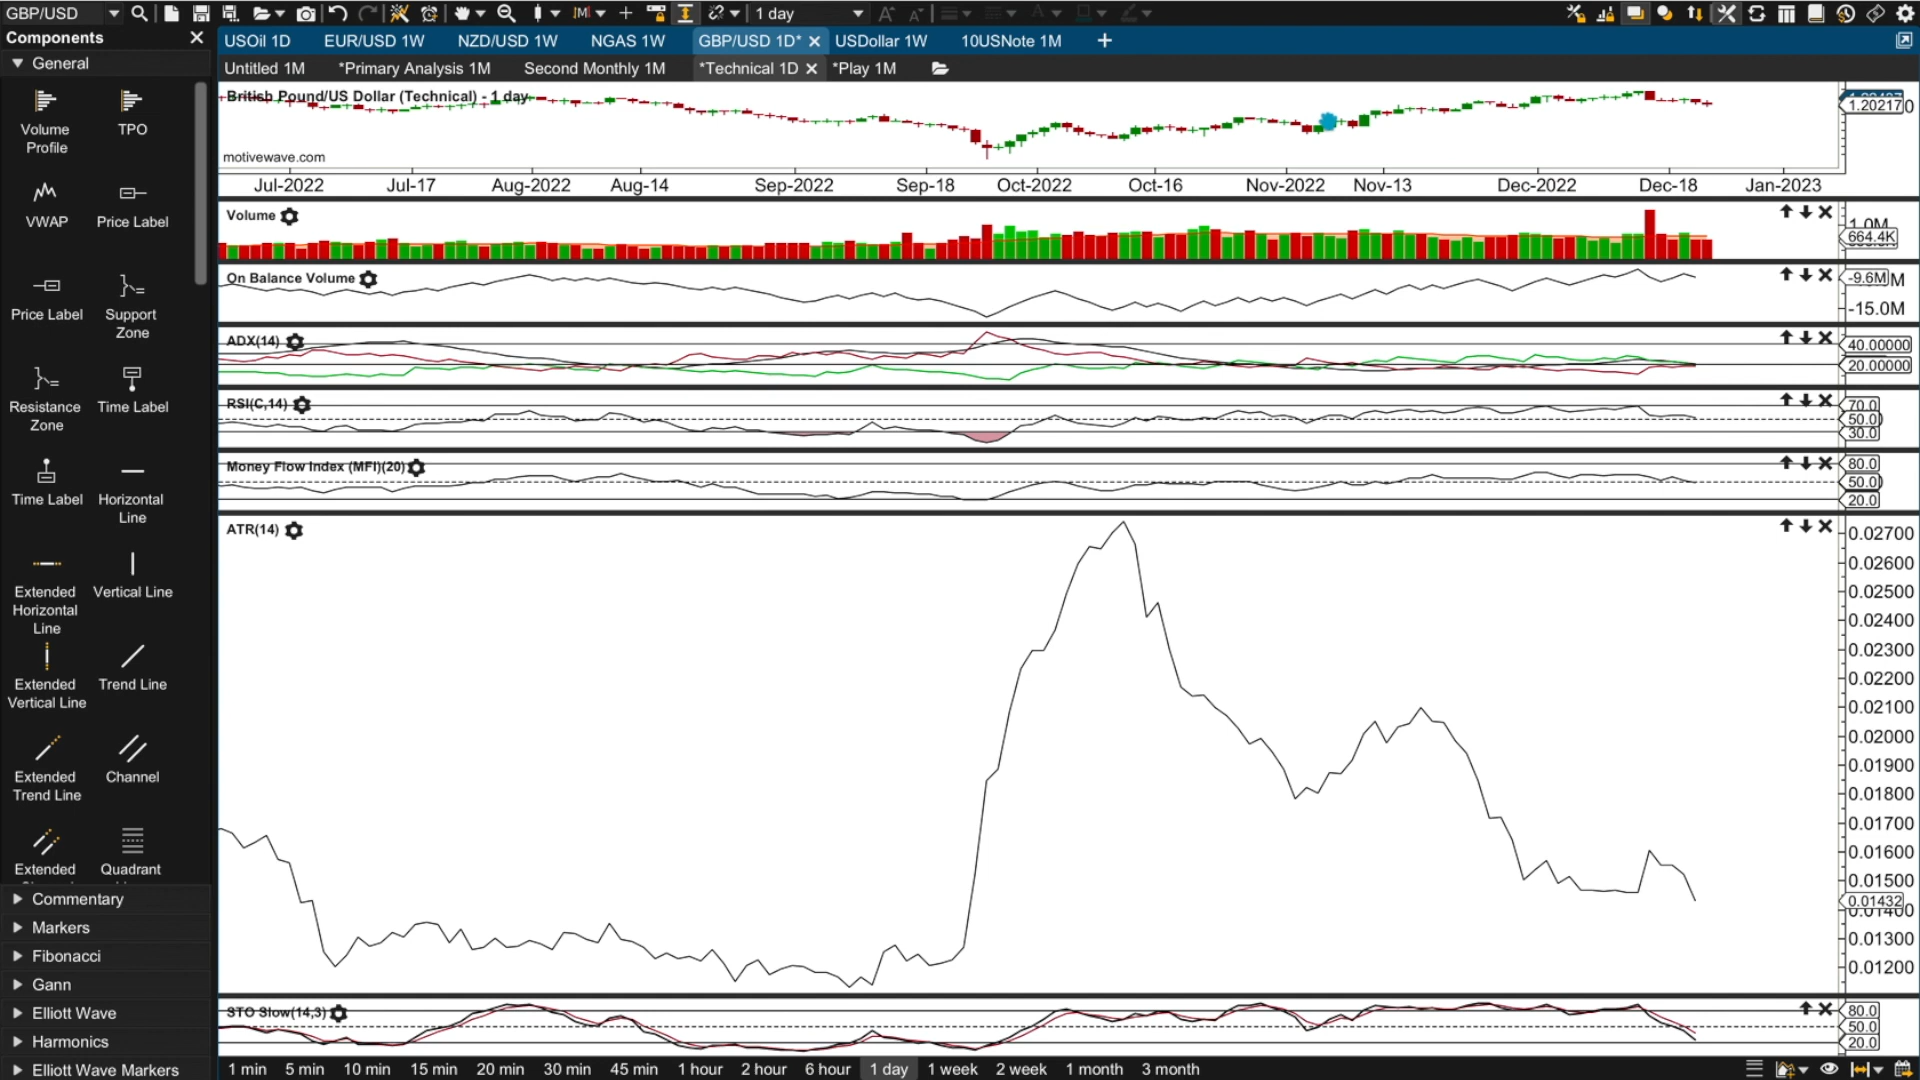 GBP/USD
1 day
Components
General
Volume Profile
TPO
VWAP
Price Label
Price Label
Support Zone
Resistance Zone
Time Label
Time Label
Horizontal Line
Extended Horizontal Line
Vertical Line
Extended Vertical Line
Trend Line
Extended Trend Line
Channel
Extended
Quadrant
Commentary
Markers
Fibonacci
Gann
Elliott Wave
Harmonics
Elliott Wave Markers
USOil 1D EUR/USD 1W NZD/USD 1W NGAS 1W GBP/USD 1D* USDollar 1W 10USNote 1M
Untitled 1M *Primary Analysis 1M Second Monthly 1M *Technical 1D *Play 1M
British Pound/US Dollar (Technical) - 1 day
1.20217
motivewave.com
Jul-2022 Jul-17 Aug-2022 Aug-14 Sep-2022 Sep-18 Oct-2022 Oct-16 Nov-2022 Nov-13 Dec-2022 Dec-18 Jan-2023
Volume
1.0M
664.4K
On Balance Volume
-9.6M
-15.0M
ADX(14)
40.00000
20.00000
RSI(C,14)
70.0
50.0
30.0
Money Flow Index (MFI)(20)
80.0
50.0
20.0
ATR(14)
0.02700
0.02600
0.02500
0.02400
0.02300
0.02200
0.02100
0.02000
0.01900
0.01800
0.01700
0.01600
0.01500
0.01432
0.01400
0.01300
0.01200
STO Slow(14,3)
80.0
50.0
20.0
1 min 5 min 10 min 15 min 20 min 30 min 45 min 1 hour 2 hour 6 hour 1 day 1 week 2 week 1 month 3 month